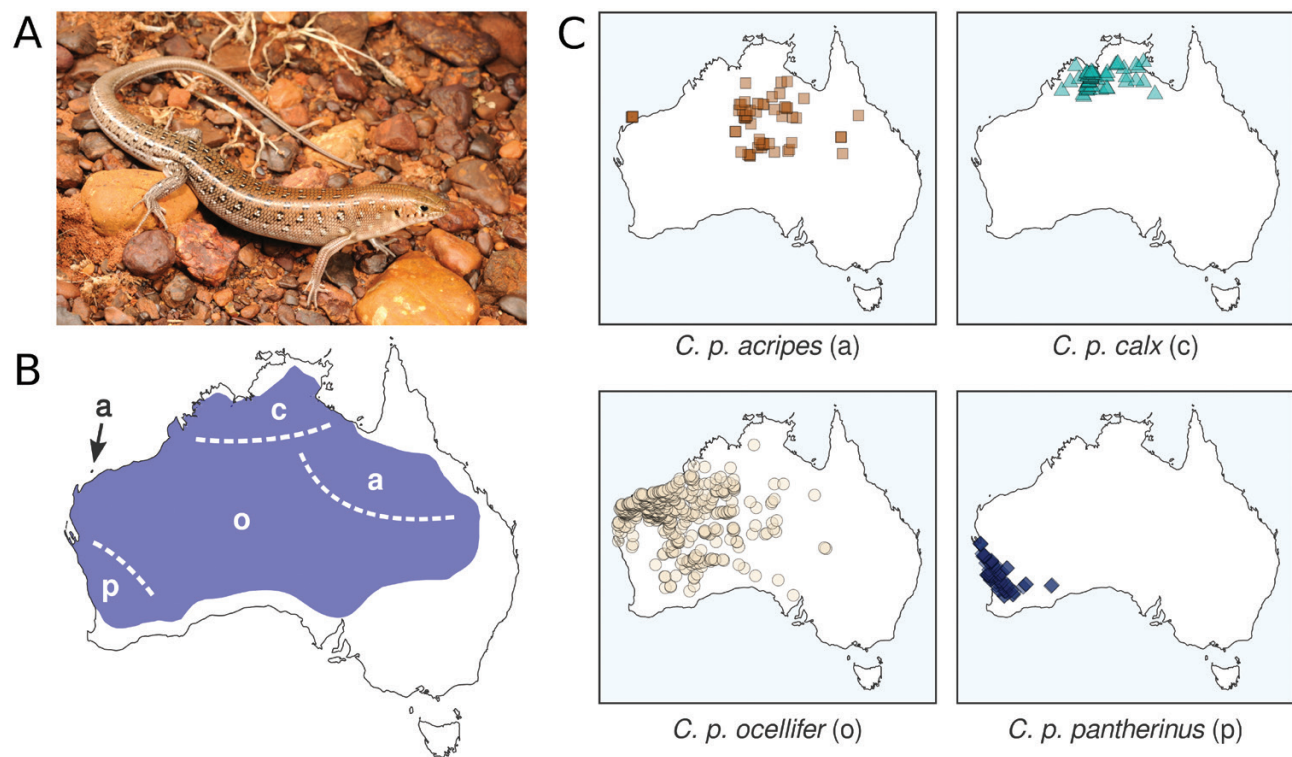 A
B
a
c
a
o
p
C
C. p. acripes (a)
C. p. calx (c)
C. p. ocellifer (o)
C. p. pantherinus (p)